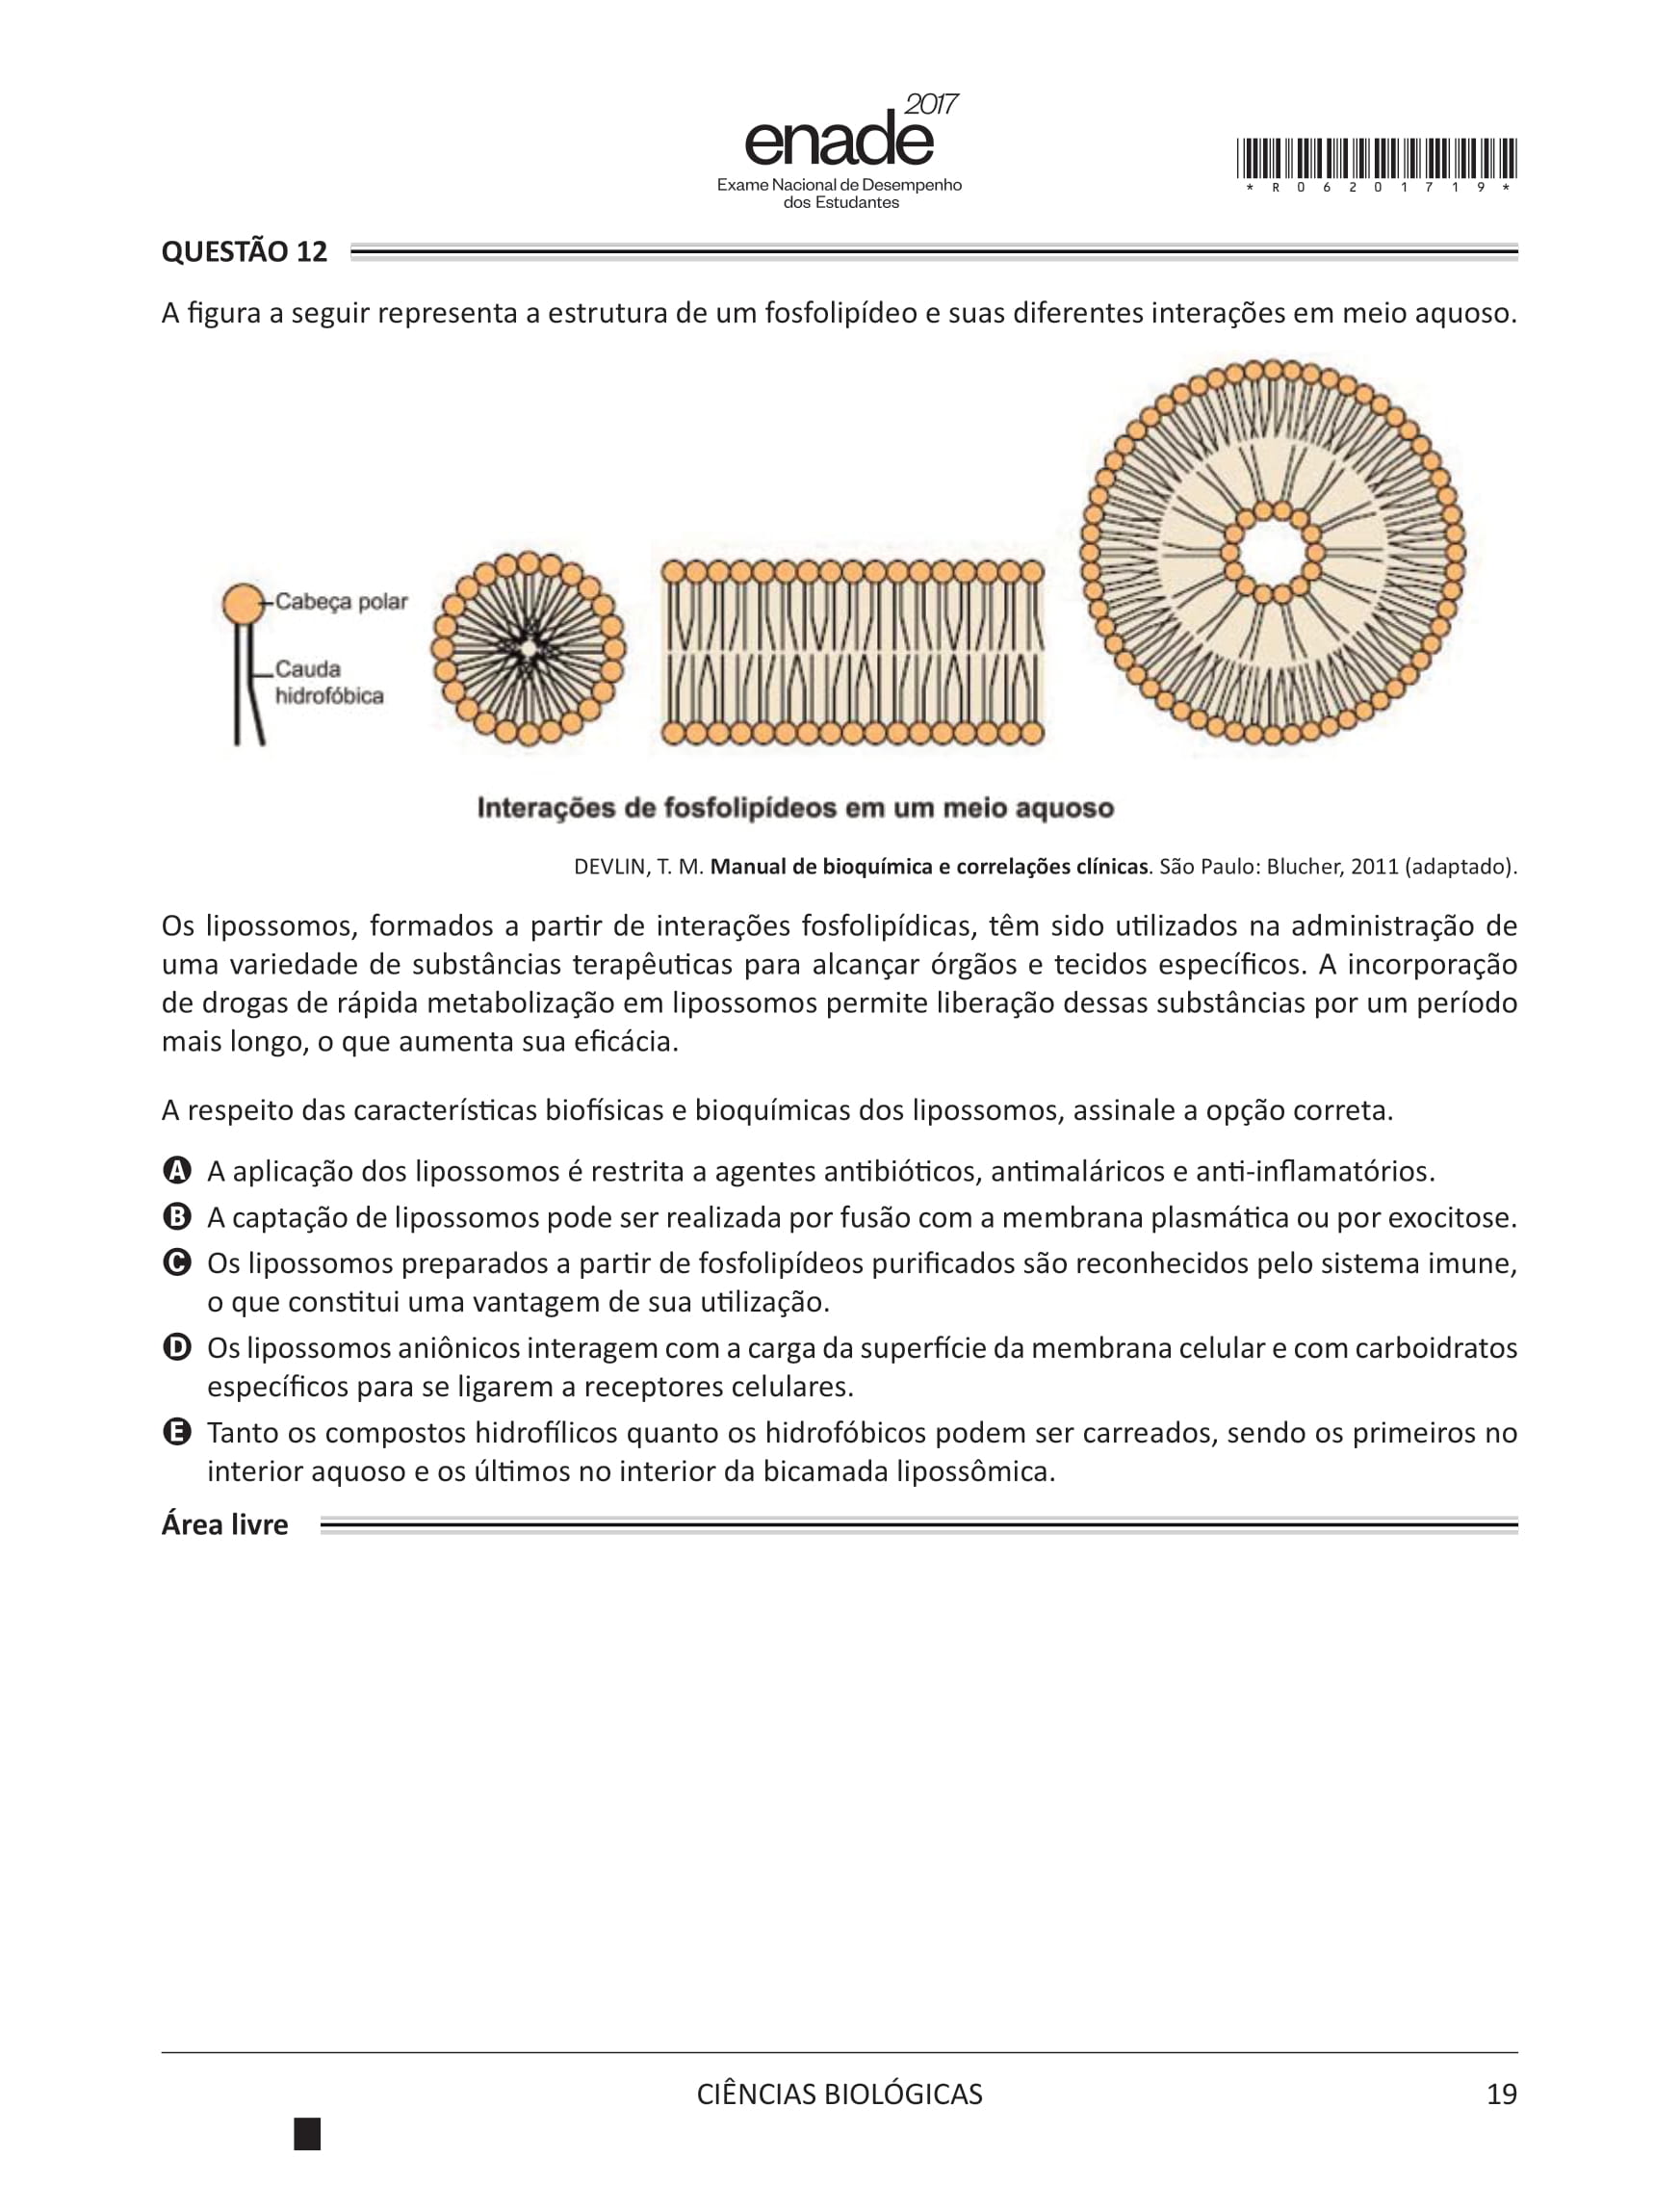 2017
enade
Exame Nacional de Desempenho
dos Estudantes
* R 0 6 2 0 1 7 1 9 *
QUESTÃO 12
A figura a seguir representa a estrutura de um fosfolipídeo e suas diferentes interações em meio aquoso.
Cabeça polar
Cauda
hidrofóbica
Interações de fosfolipídeos em um meio aquoso
DEVLIN, T. M. Manual de bioquímica e correlações clínicas. São Paulo: Blucher, 2011 (adaptado).
Os lipossomos, formados a partir de interações fosfolipídicas, têm sido utilizados na administração de
uma variedade de substâncias terapêuticas para alcançar órgãos e tecidos específicos. A incorporação
de drogas de rápida metabolização em lipossomos permite liberação dessas substâncias por um período
mais longo, o que aumenta sua eficácia.
A respeito das características biofísicas e bioquímicas dos lipossomos, assinale a opção correta.
A A aplicação dos lipossomos é restrita a agentes antibióticos, antimaláricos e anti-inflamatórios.
B A captação de lipossomos pode ser realizada por fusão com a membrana plasmática ou por exocitose.
C Os lipossomos preparados a partir de fosfolipídeos purificados são reconhecidos pelo sistema imune,
o que constitui uma vantagem de sua utilização.
D Os lipossomos aniônicos interagem com a carga da superfície da membrana celular e com carboidratos
específicos para se ligarem a receptores celulares.
E Tanto os compostos hidrofílicos quanto os hidrofóbicos podem ser carreados, sendo os primeiros no
interior aquoso e os últimos no interior da bicamada lipossômica.
Área livre
CIÊNCIAS BIOLÓGICAS
19